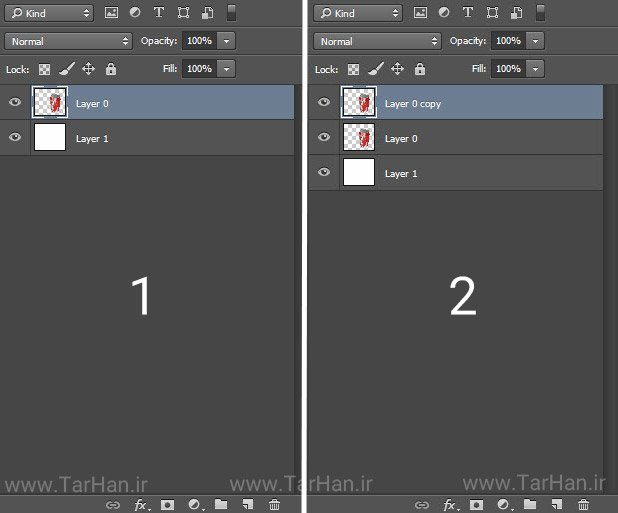 Kind
Normal
Opacity: 100%
Lock:
Fill: 100%
Layer 0
Layer 1
1
www.TarHan.ir
fx
Kind
Normal
Opacity: 100%
Lock:
Fill: 100%
Layer 0 copy
Layer 0
Layer 1
2
www.TarHan.ir
www.TarHan.ir
fx